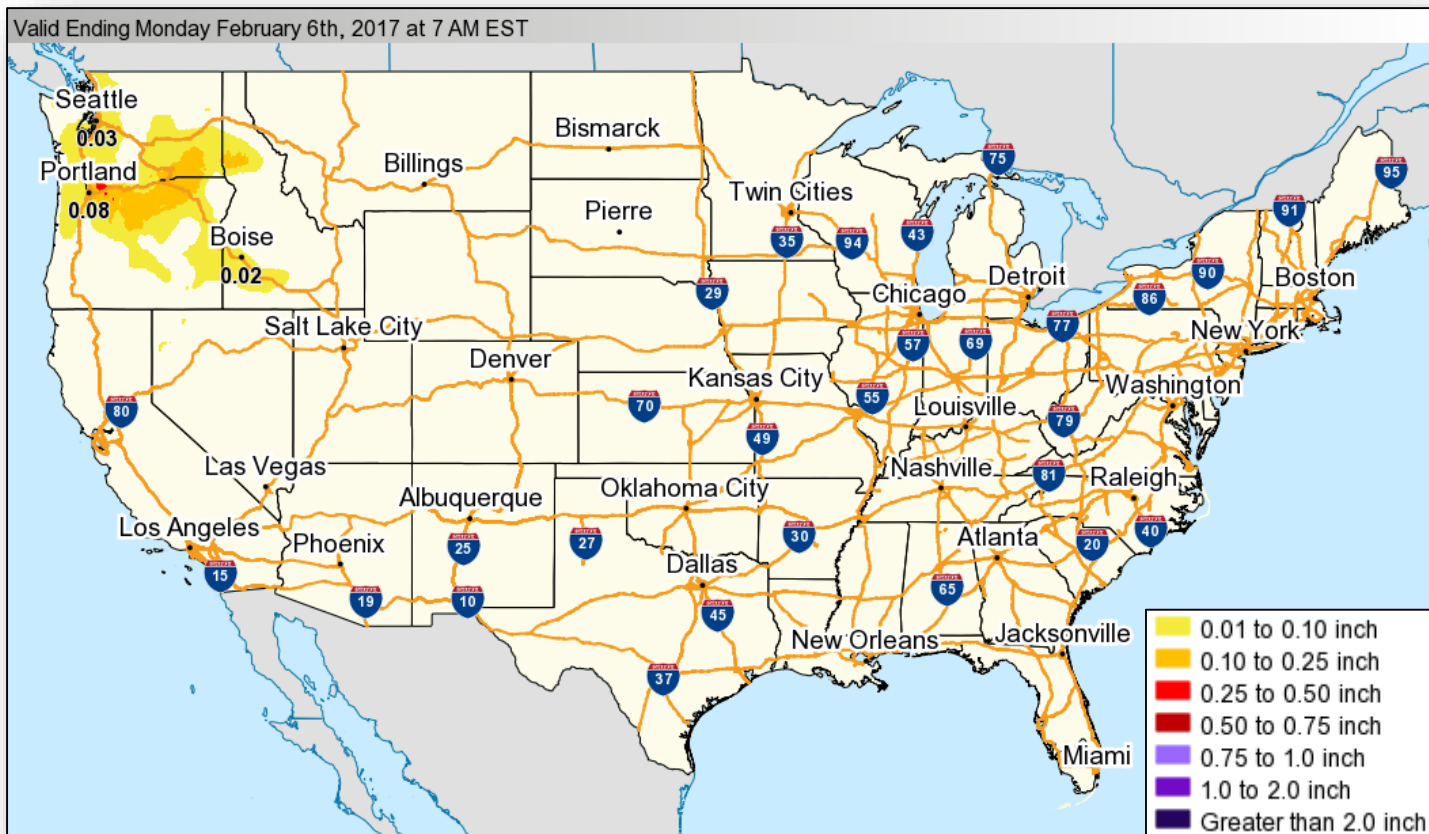 Valid Ending Monday February 6th, 2017 at 7 AM EST
Seattle
0.03
Portland
0.08
Boise
0.02
Billings
Bismarck
Pierre
Twin Cities
75
95
91
35
94
43
90
Boston
29
Chicago
Detroit
86
77
New York
57
69
Salt Lake City
Denver
Kansas City
70
55
Louisville
Washington
80
49
79
Las Vegas
Albuquerque
Oklahoma City
Nashville
81
Raleigh
Los Angeles
Phoenix
25
27
30
Dallas
Atlanta
20
40
15
19
10
45
65
New Orleans
Jacksonville
37
Miami
0.01 to 0.10 inch
0.10 to 0.25 inch
0.25 to 0.50 inch
0.50 to 0.75 inch
0.75 to 1.0 inch
1.0 to 2.0 inch
Greater than 2.0 inch